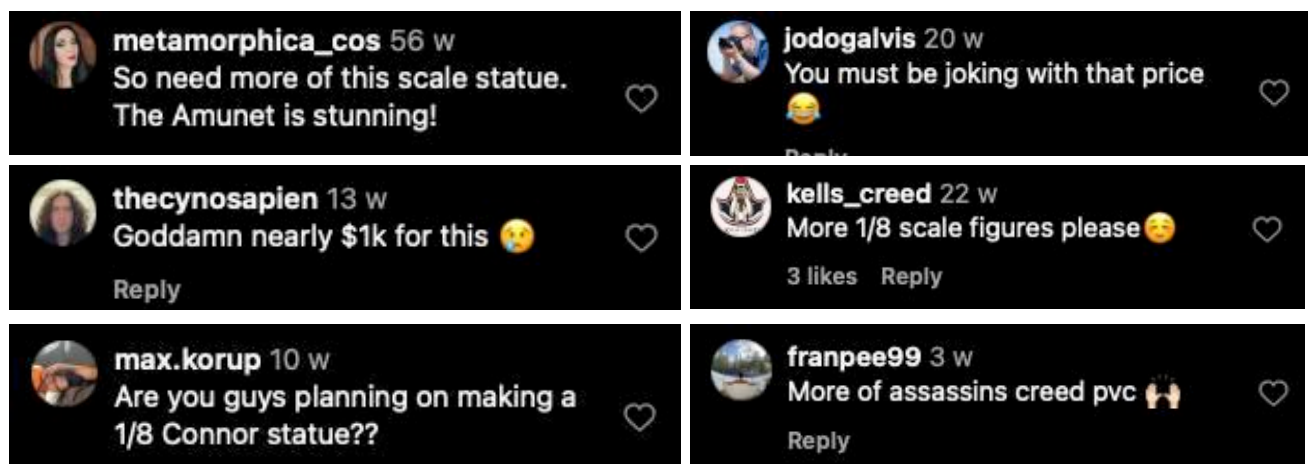 metamorphica_cos 56 w
So need more of this scale statue.
The Amunet is stunning!
jodogalvis 20 w
You must be joking with that price
😂
Reply
thecynosapien 13 w
Goddamn nearly $1k for this 😢
Reply
kells_creed 22 w
More 1/8 scale figures please☺️
3 likes Reply
max.korup 10 w
Are you guys planning on making a
1/8 Connor statue??
franpee99 3 w
More of assassins creed pvc 🙌🏻
Reply